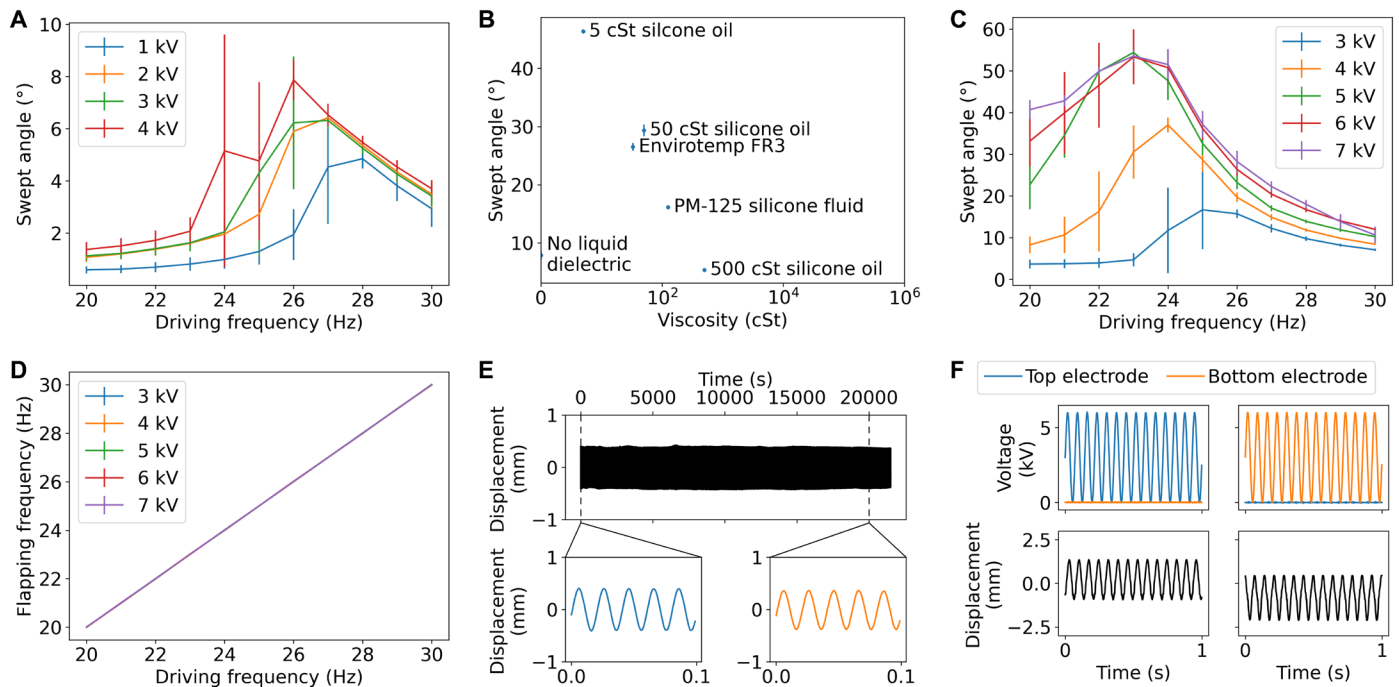 A
10
8
6
4
2
Swept angle (°)
1 kV
2 kV
3 kV
4 kV
20
22
24
26
28
30
Driving frequency (Hz)
B
40
30
20
10
Swept angle (°)
5 cSt silcone oil
50 cSt silicone oil
Envirotemp FR3
PM-125 silicone fluid
No liquid
dielectric
500 cSt silicone oil
0
10²
10⁴
10⁶
Viscosity (cSt)
C
60
50
40
30
20
10
0
Swept angle (°)
3 kV
4 kV
5 kV
6 kV
7 kV
20
22
24
26
28
30
Driving frequency (Hz)
D
30
28
26
24
22
20
Flapping frequency (Hz)
3 kV
4 kV
5 kV
6 kV
7 kV
20
22
24
26
28
30
Driving frequency (Hz)
E
Time (s)
0
5000
10000
15000
20000
Displacement
(mm)
1
0
−1
Displacement
(mm)
1
0
−1
0.0
0.1
1
0
−1
0.0
0.1
F
Top electrode
Bottom electrode
Voltage
(kV)
5
0
0
1
0
1
Displacement
(mm)
2.5
0.0
−2.5
0
1
Time (s)
0
1
Time (s)